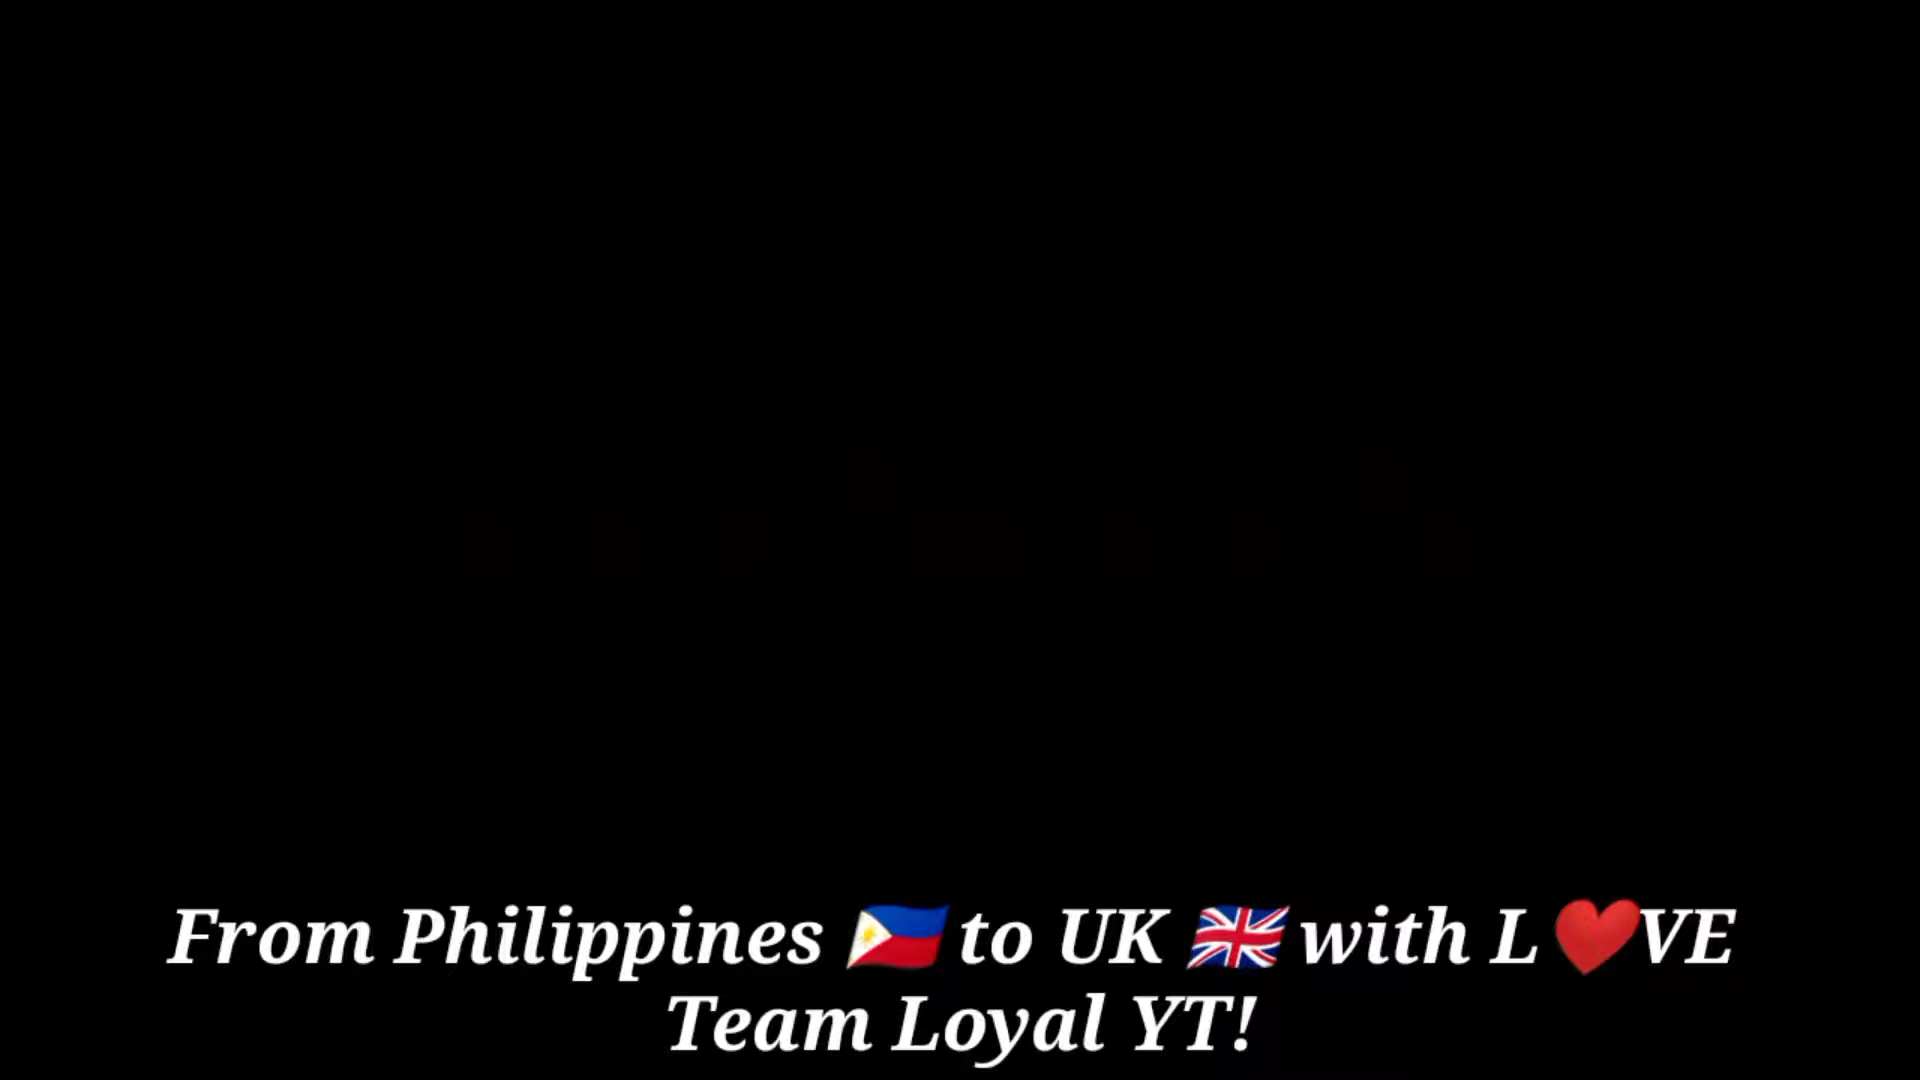 From Philippines 🇵🇭 to UK 🇬🇧 with L❤️VE
Team Loyal YT!